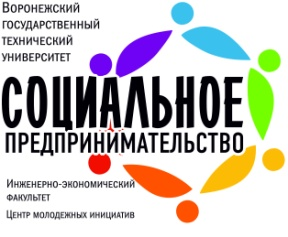 Воронежский
государственный
технический
университет
СОЦИАЛЬНОЕ
ПРЕДПРИНИМАТЕЛЬСТВО
Инженерно-экономический
факультет
Центр молодежных инициатив